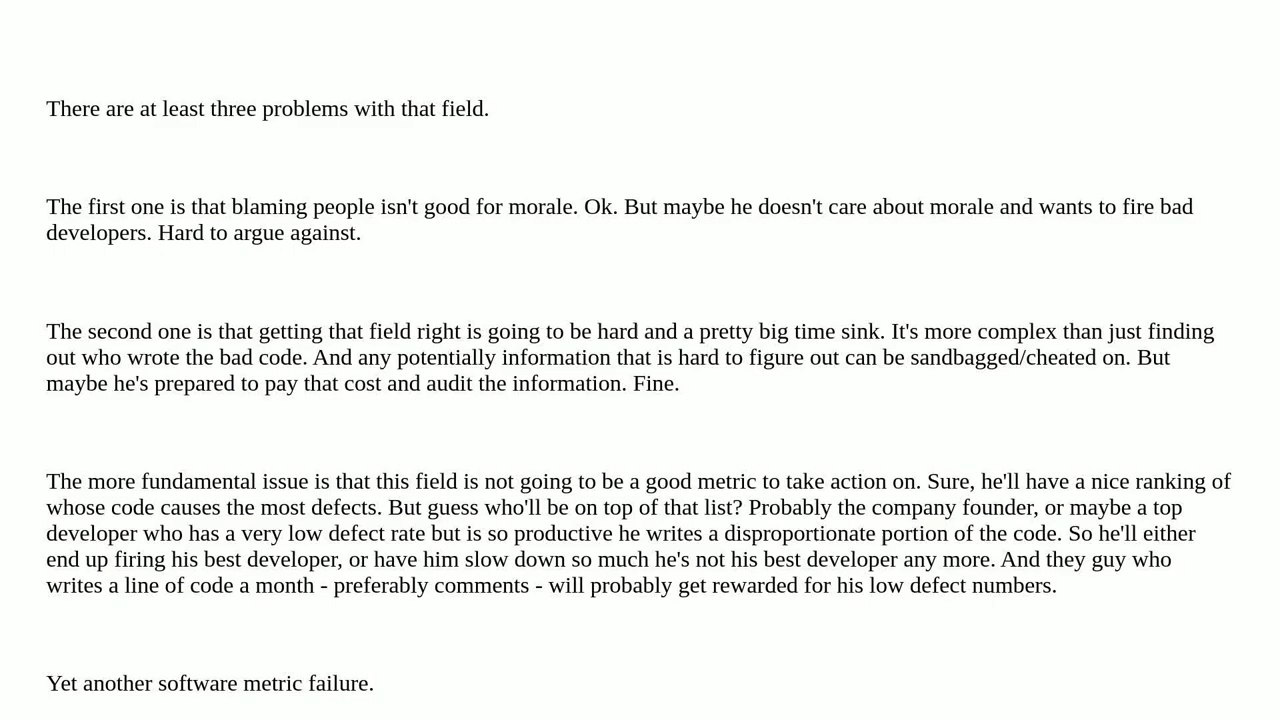 There are at least three problems with that field.
The first one is that blaming people isn't good for morale. Ok. But maybe he doesn't care about morale and wants to fire bad
developers. Hard to argue against.
The second one is that getting that field right is going to be hard and a pretty big time sink. It's more complex than just finding
out who wrote the bad code. And any potentially information that is hard to figure out can be sandbagged/cheated on. But
maybe he's prepared to pay that cost and audit the information. Fine.
The more fundamental issue is that this field is not going to be a good metric to take action on. Sure, he'll have a nice ranking of
whose code causes the most defects. But guess who'll be on top of that list? Probably the company founder, or maybe a top
developer who has a very low defect rate but is so productive he writes a disproportionate portion of the code. So he'll either
end up firing his best developer, or have him slow down so much he's not his best developer any more. And they guy who
writes a line of code a month - preferably comments - will probably get rewarded for his low defect numbers.
Yet another software metric failure.